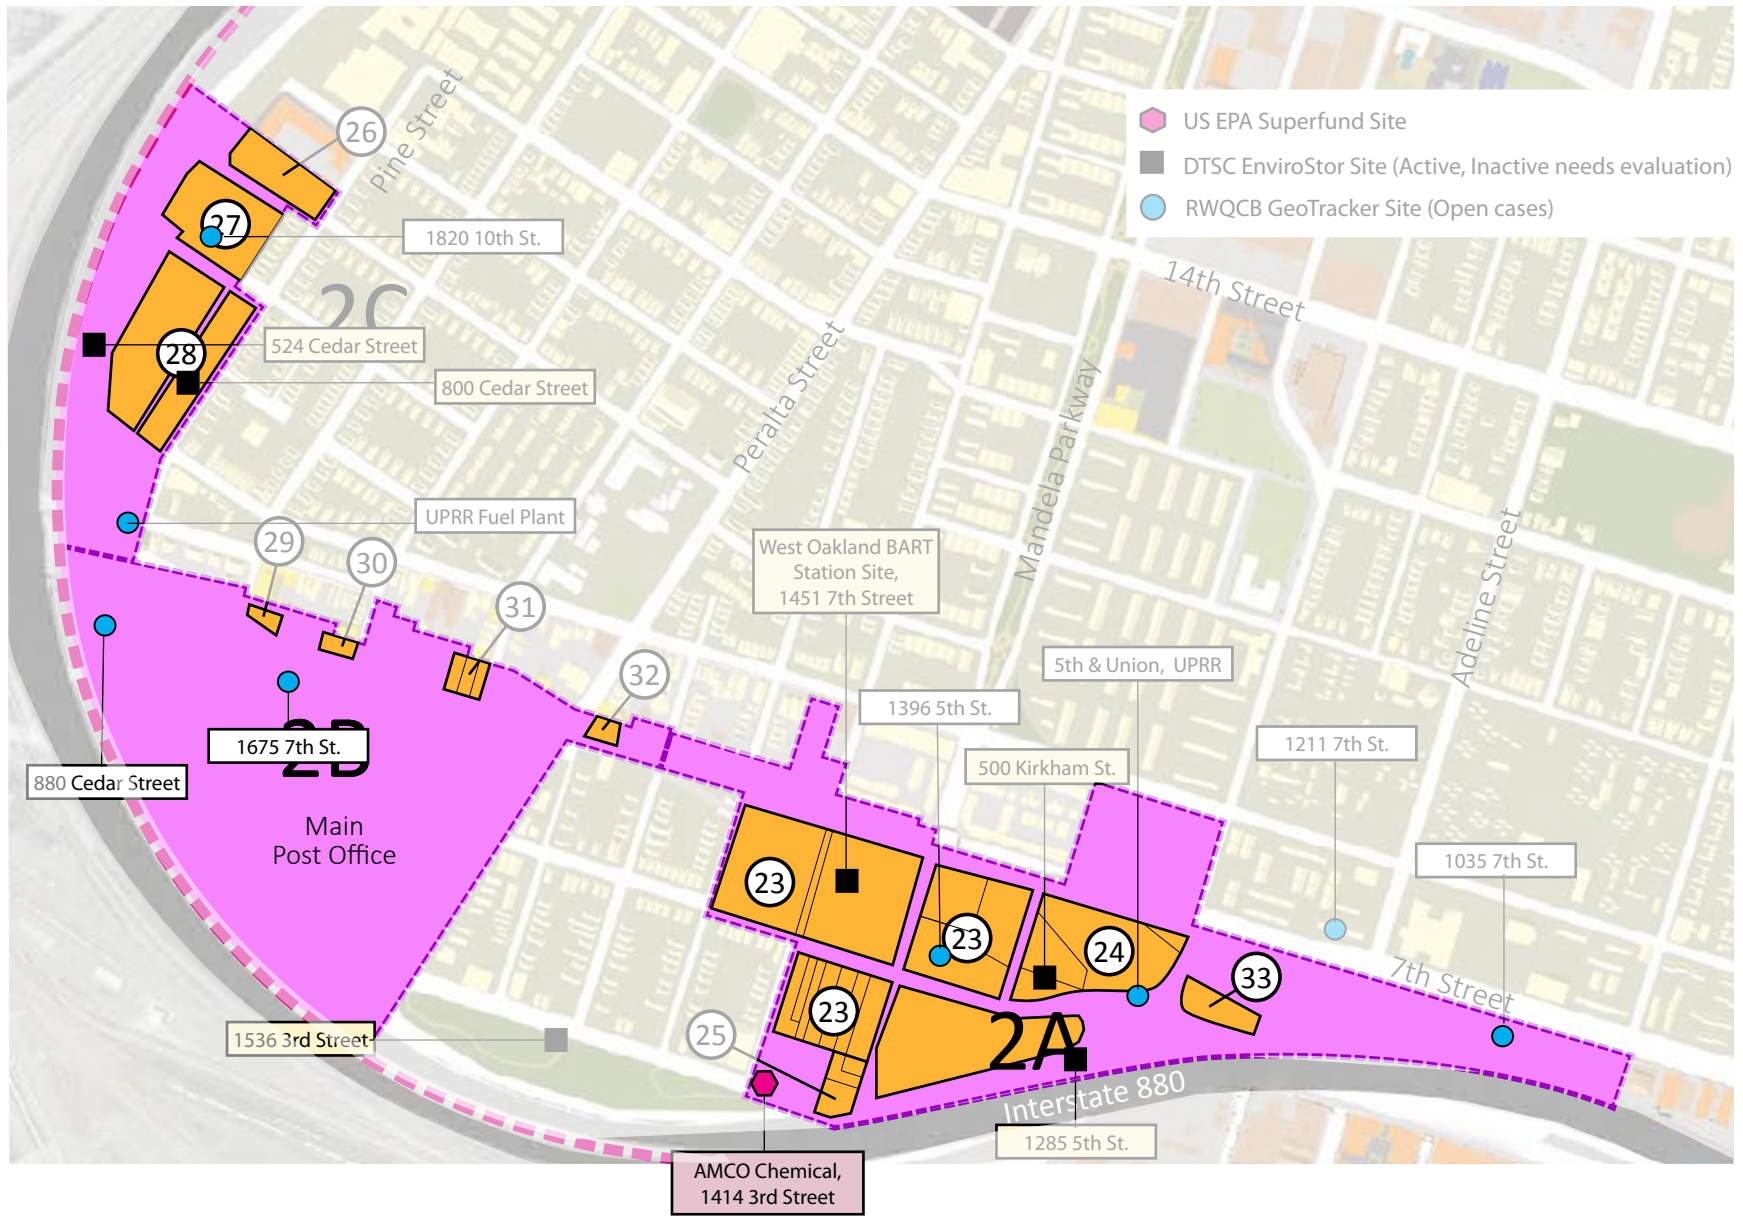 US EPA Superfund Site
DTSC EnviroStor Site (Active, Inactive needs evaluation)
RWQCB GeoTracker Site (Open cases)
26
Pine Street
27
1820 10th St.
2C
14th Street
524 Cedar Street
28
800 Cedar Street
Peralta Street
Mandela Parkway
UPRR Fuel Plant
29
30
31
West Oakland BART
Station Site,
1451 7th Street
Adeline Street
32
5th & Union, UPRR
1396 5th St.
1211 7th St.
1675 7th St.
2B
500 Kirkham St.
880 Cedar Street
Main
Post Office
1035 7th St.
23
23
24
33
7th Street
23
25
2A
1536 3rd Street
Interstate 880
1285 5th St.
AMCO Chemical,
1414 3rd Street